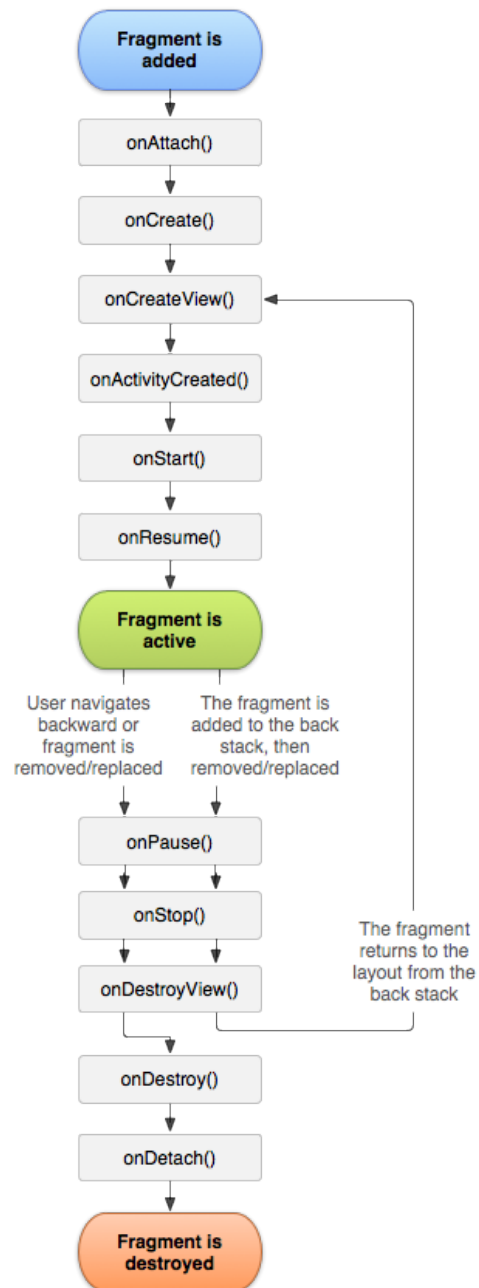 Fragment is
added
onAttach()
onCreate()
onCreateView()
onActivityCreated()
onStart()
onResume()
Fragment is
active
User navigates
backward or
fragment is
removed/replaced
The fragment is
added to the back
stack, then
removed/replaced
onPause()
onStop()
onDestroyView()
The fragment
returns to the
layout from the
back stack
onDestroy()
onDetach()
Fragment is
destroyed